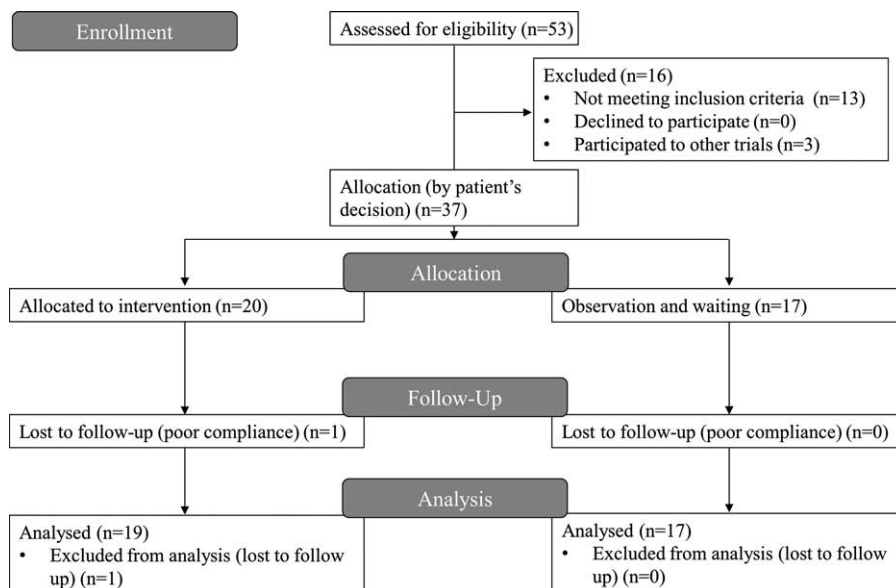 Enrollment
Assessed for eligibility (n=53)
Excluded (n=16)
• Not meeting inclusion criteria (n=13)
• Declined to participate (n=0)
• Participated to other trials (n=3)
Allocation (by patient's
decision) (n=37)
Allocation
Allocated to intervention (n=20)
Observation and waiting (n=17)
Follow-Up
Lost to follow-up (poor compliance) (n=1)
Lost to follow-up (poor compliance) (n=0)
Analysis
Analysed (n=19)
• Excluded from analysis (lost to follow
up) (n=1)
Analysed (n=17)
• Excluded from analysis (lost to follow
up) (n=0)